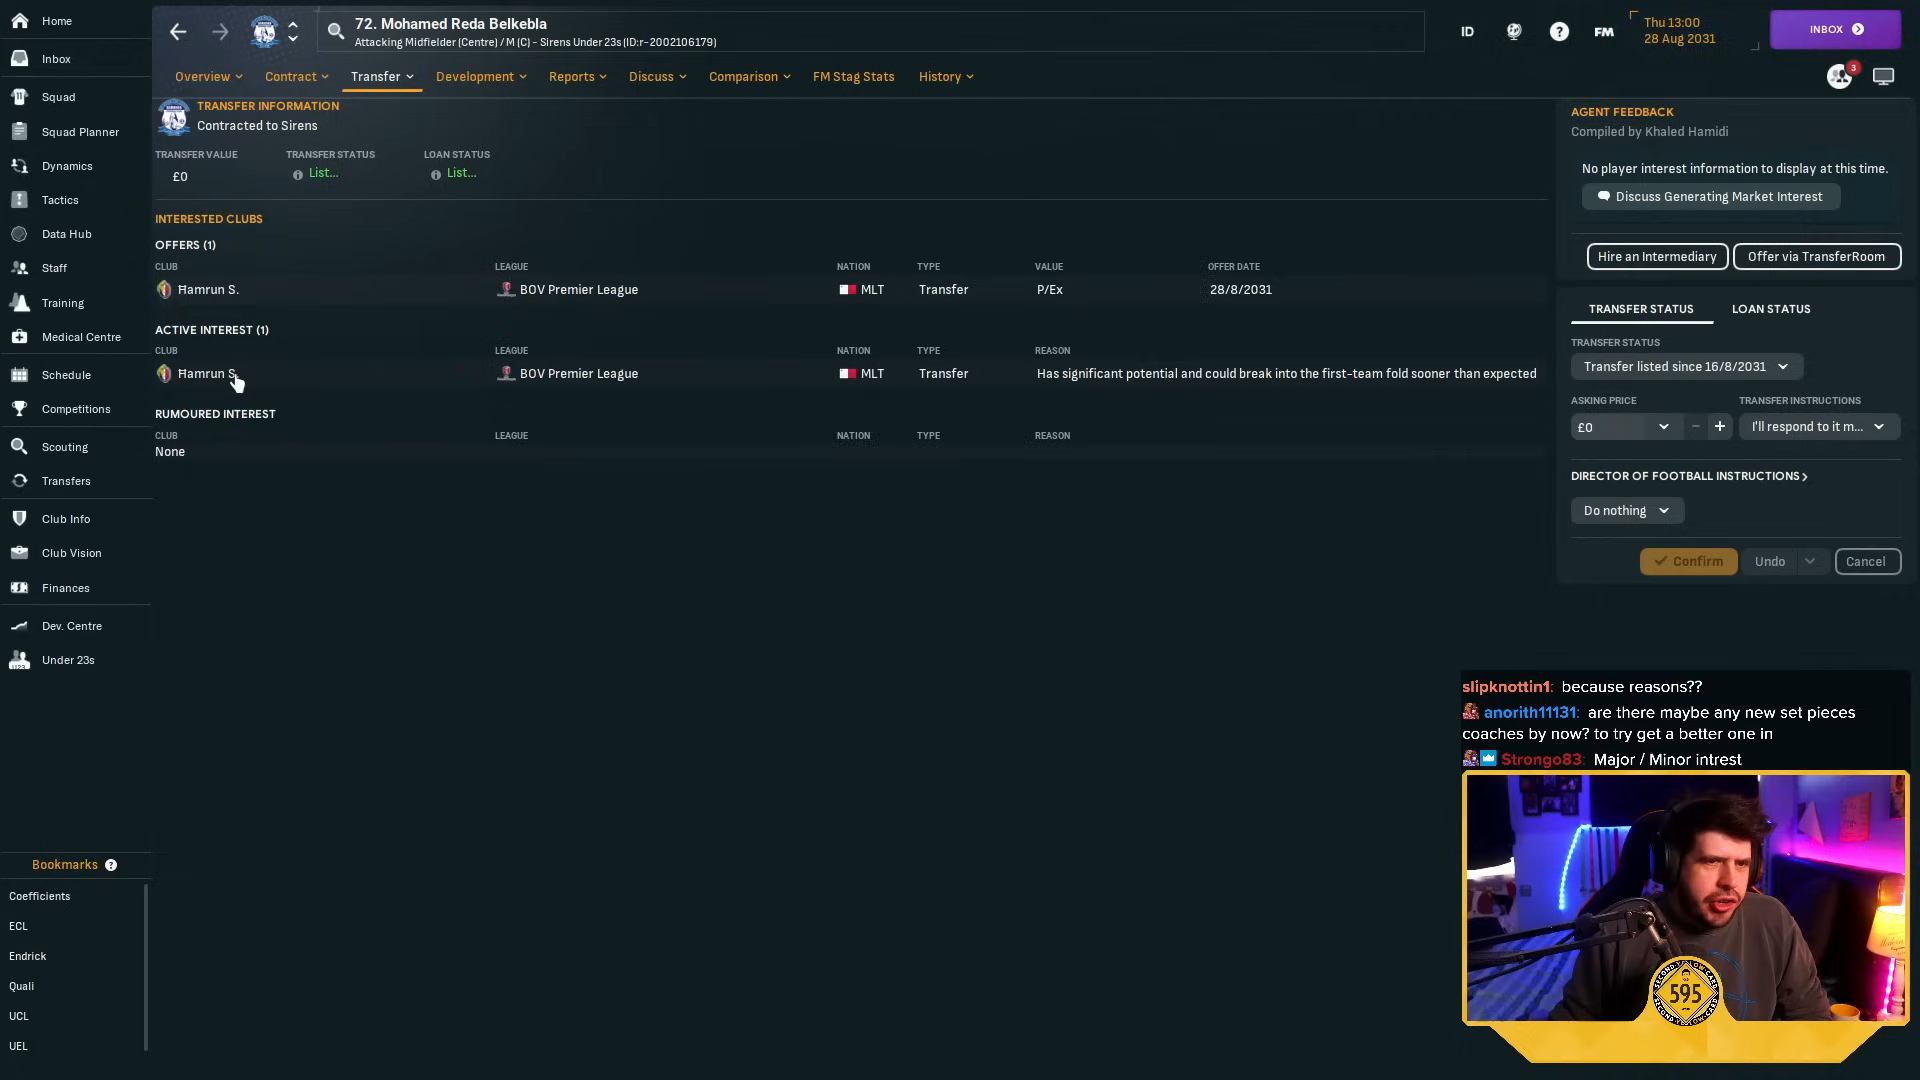 Home
Inbox
Squad
Squad Planner
Dynamics
Tactics
Data Hub
Staff
Training
Medical Centre
Schedule
Competitions
Scouting
Transfers
Club Info
Club Vision
Finances
Dev. Centre
Under 23s
Bookmarks ?
Coefficients
ECL
Endrick
Quali
UCL
UEL
72. Mohamed Reda Belkebla
Attacking Midfielder (Centre) / M (C) - Sirens Under 23s (ID:r-2002106179)
ID ? FM
Thu 13:00
28 Aug 2031
INBOX
Overview Contract Transfer Development Reports Discuss Comparison FM Stag Stats History
3
TRANSFER INFORMATION
Contracted to Sirens
TRANSFER VALUE TRANSFER STATUS LOAN STATUS
£0 List... List...
INTERESTED CLUBS
OFFERS (1)
CLUB LEAGUE NATION TYPE VALUE OFFER DATE
Ħamrun S. BOV Premier League MLT Transfer P/Ex 28/8/2031
ACTIVE INTEREST (1)
CLUB LEAGUE NATION TYPE REASON
Ħamrun S. BOV Premier League MLT Transfer Has significant potential and could break into the first-team fold sooner than expected
RUMOURED INTEREST
CLUB LEAGUE NATION TYPE REASON
None
AGENT FEEDBACK
Compiled by Khaled Hamidi
No player interest information to display at this time.
Discuss Generating Market Interest
Hire an Intermediary Offer via TransferRoom
TRANSFER STATUS LOAN STATUS
TRANSFER STATUS
Transfer listed since 16/8/2031
ASKING PRICE TRANSFER INSTRUCTIONS
£0 − + I'll respond to it m...
DIRECTOR OF FOOTBALL INSTRUCTIONS >
Do nothing
Confirm Undo Cancel
slipknottin1: because reasons??
anorith11131: are there maybe any new set pieces
coaches by now? to try get a better one in
Strongo83: Major / Minor intrest
SECOND YELLOW CARD
595